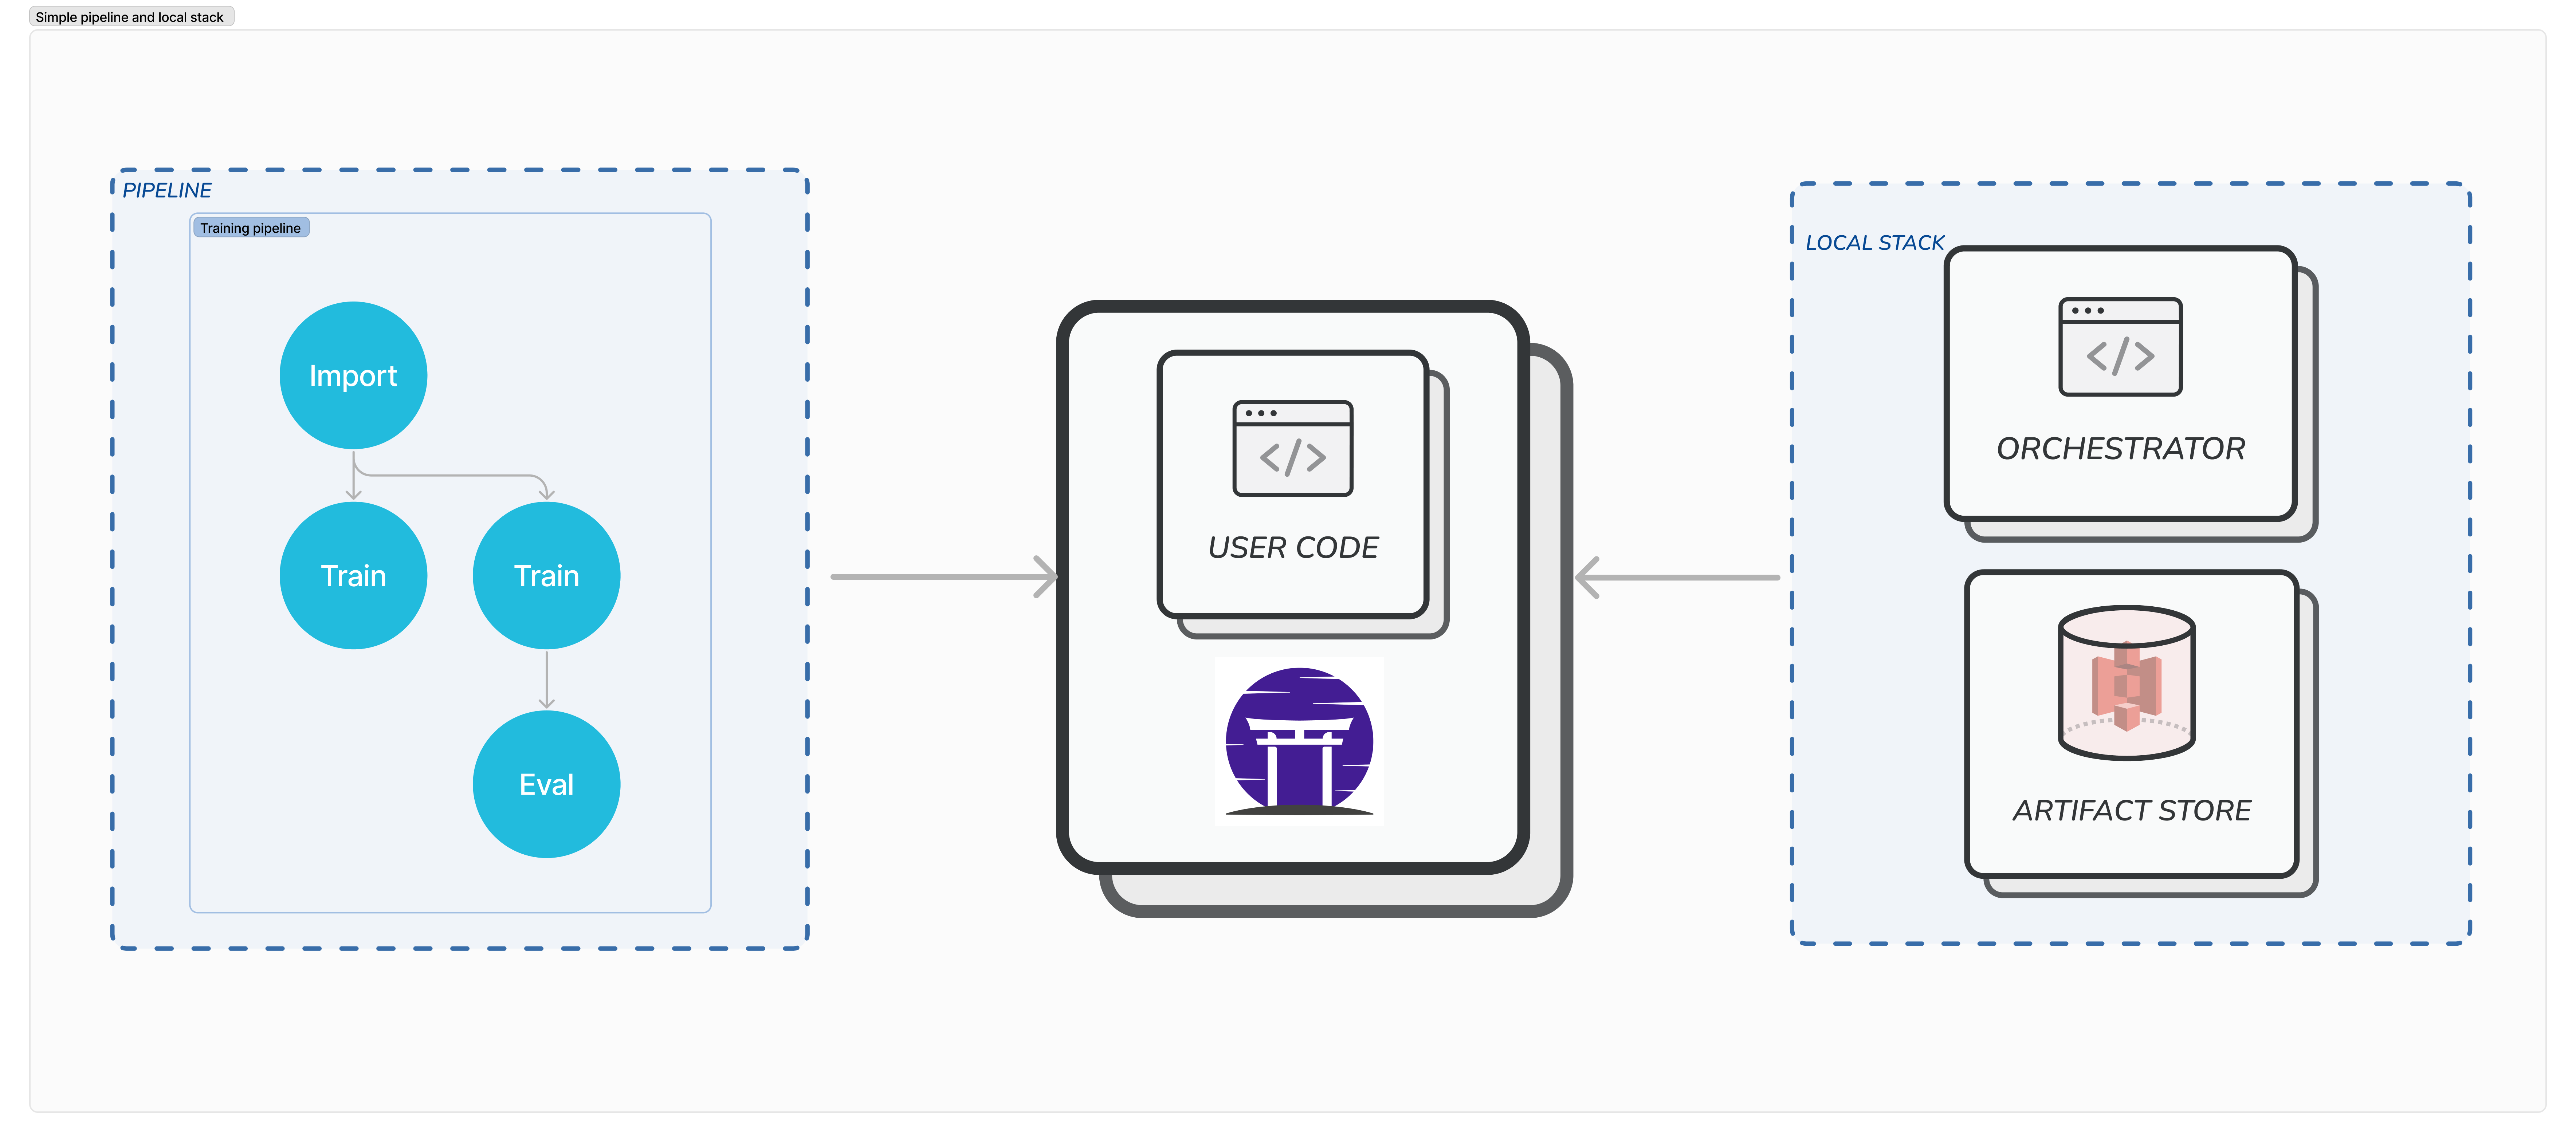 Simple pipeline and local stack
PIPELINE
Training pipeline
Import
Train
Train
Eval
USER CODE
LOCAL STACK
ORCHESTRATOR
ARTIFACT STORE